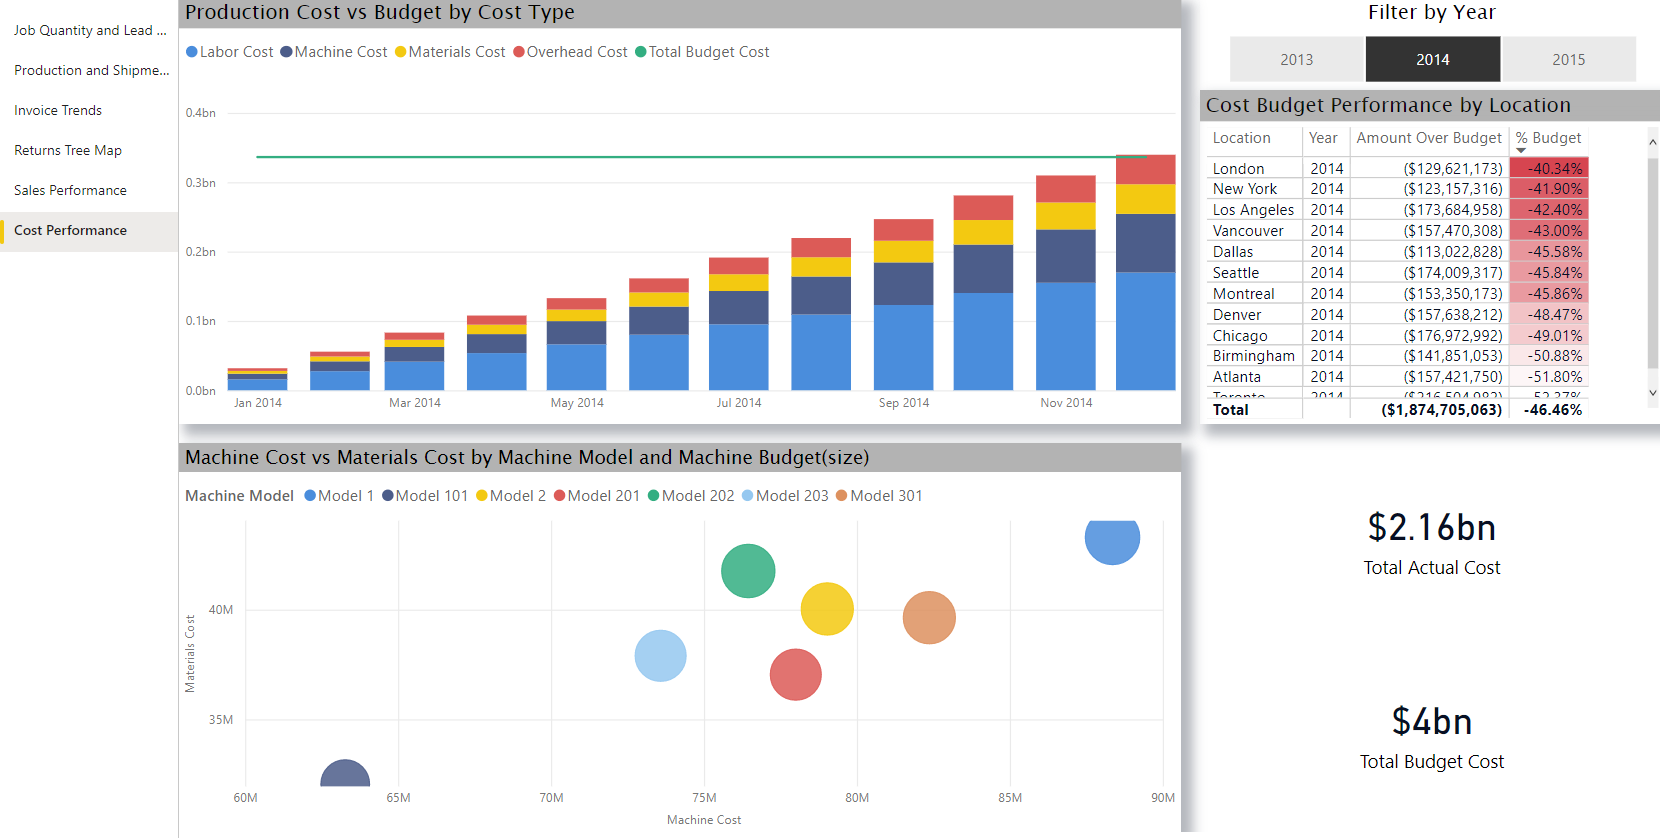 Job Quantity and Lead ...
Production and Shipme...
Invoice Trends
Returns Tree Map
Sales Performance
Cost Performance
Production Cost vs Budget by Cost Type
Labor Cost Machine Cost Materials Cost Overhead Cost Total Budget Cost
0.4bn
0.3bn
0.2bn
0.1bn
0.0bn
Jan 2014 Mar 2014 May 2014 Jul 2014 Sep 2014 Nov 2014
Filter by Year
2013 2014 2015
Cost Budget Performance by Location
Location Year Amount Over Budget % Budget
London 2014 ($129,621,173) -40.34%
New York 2014 ($123,157,316) -41.90%
Los Angeles 2014 ($173,684,958) -42.40%
Vancouver 2014 ($157,470,308) -43.00%
Dallas 2014 ($113,022,828) -45.58%
Seattle 2014 ($174,009,317) -45.84%
Montreal 2014 ($153,350,173) -45.86%
Denver 2014 ($157,638,212) -48.47%
Chicago 2014 ($176,972,992) -49.01%
Birmingham 2014 ($141,851,053) -50.88%
Atlanta 2014 ($157,421,750) -51.80%
Toronto 2014
Total ($1,874,705,063) -46.46%
Machine Cost vs Materials Cost by Machine Model and Machine Budget(size)
Machine Model Model 1 Model 101 Model 2 Model 201 Model 202 Model 203 Model 301
Materials Cost
40M
35M
60M 65M 70M 75M 80M 85M 90M
Machine Cost
$2.16bn
Total Actual Cost
$4bn
Total Budget Cost